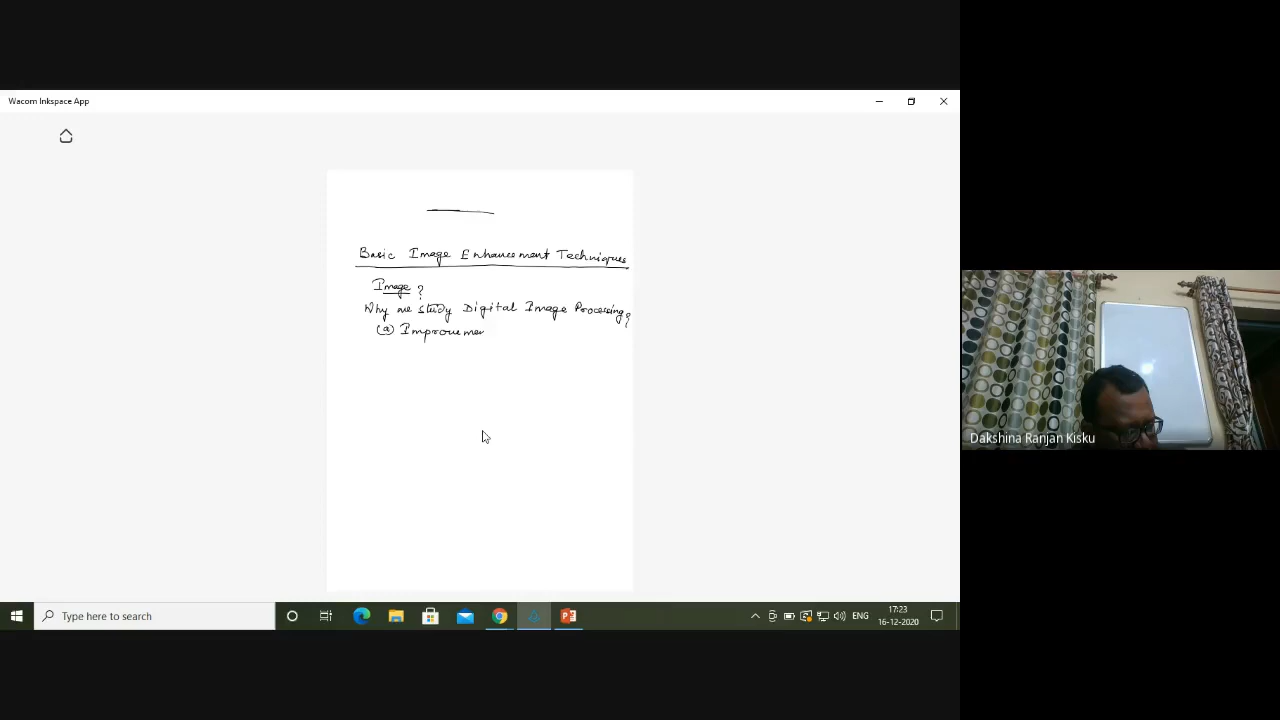 Wacom Inkspace App
Basic Image Enhancement Techniques
Image ?
Why we study Digital Image Processing?
(a) Improvemen
Dakshina Ranjan Kisku
Type here to search
ENG
17:23
16-12-2020